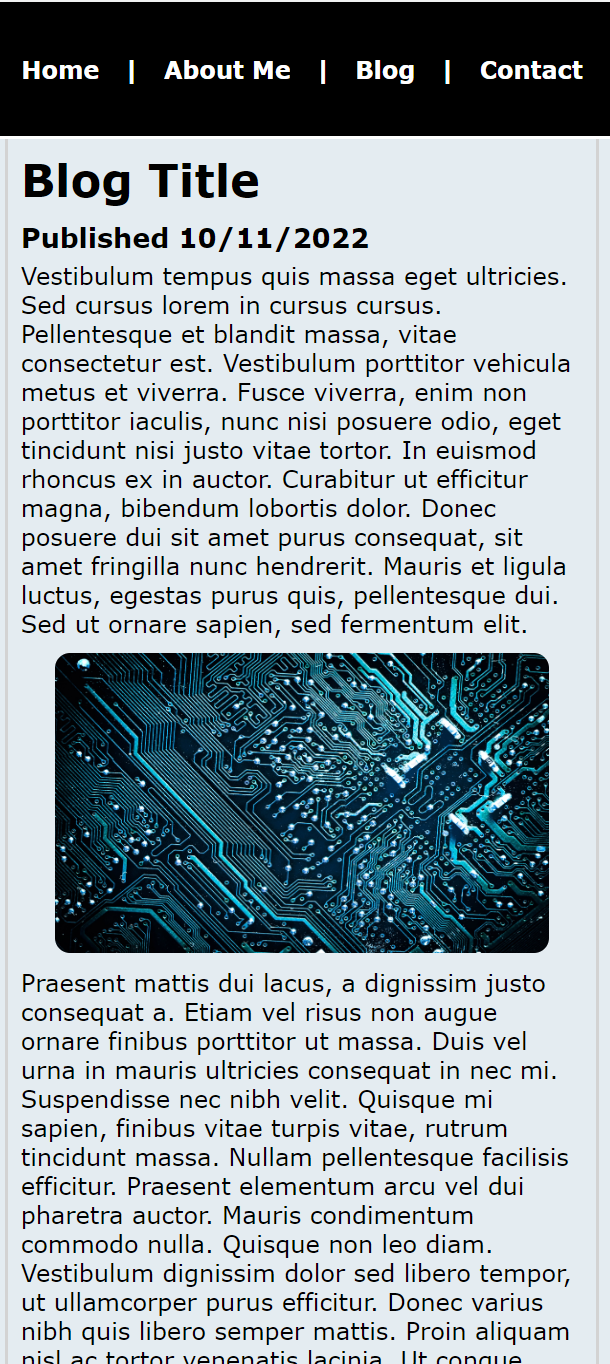 Home | About Me | Blog | Contact
Blog Title
Published 10/11/2022
Vestibulum tempus quis massa eget ultricies.
Sed cursus lorem in cursus cursus.
Pellentesque et blandit massa, vitae
consectetur est. Vestibulum porttitor vehicula
metus et viverra. Fusce viverra, enim non
porttitor iaculis, nunc nisi posuere odio, eget
tincidunt nisi justo vitae tortor. In euismod
rhoncus ex in auctor. Curabitur ut efficitur
magna, bibendum lobortis dolor. Donec
posuere dui sit amet purus consequat, sit
amet fringilla nunc hendrerit. Mauris et ligula
luctus, egestas purus quis, pellentesque dui.
Sed ut ornare sapien, sed fermentum elit.
Praesent mattis dui lacus, a dignissim justo
consequat a. Etiam vel risus non augue
ornare finibus porttitor ut massa. Duis vel
urna in mauris ultricies consequat in nec mi.
Suspendisse nec nibh velit. Quisque mi
sapien, finibus vitae turpis vitae, rutrum
tincidunt massa. Nullam pellentesque facilisis
efficitur. Praesent elementum arcu vel dui
pharetra auctor. Mauris condimentum
commodo nulla. Quisque non leo diam.
Vestibulum dignissim dolor sed libero tempor,
ut ullamcorper purus efficitur. Donec varius
nibh quis libero semper mattis. Proin aliquam
nisl ac tortor venenatis lacinia. Ut congue